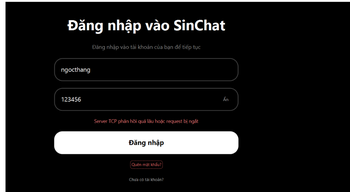 Đăng nhập vào SinChat
Đăng nhập vào tài khoản của bạn để tiếp tục
ngocthang
123456
Ẩn
Server TCP phản hồi quá lâu hoặc request bị ngắt
Đăng nhập
Quên mật khẩu?
Chưa có tài khoản?